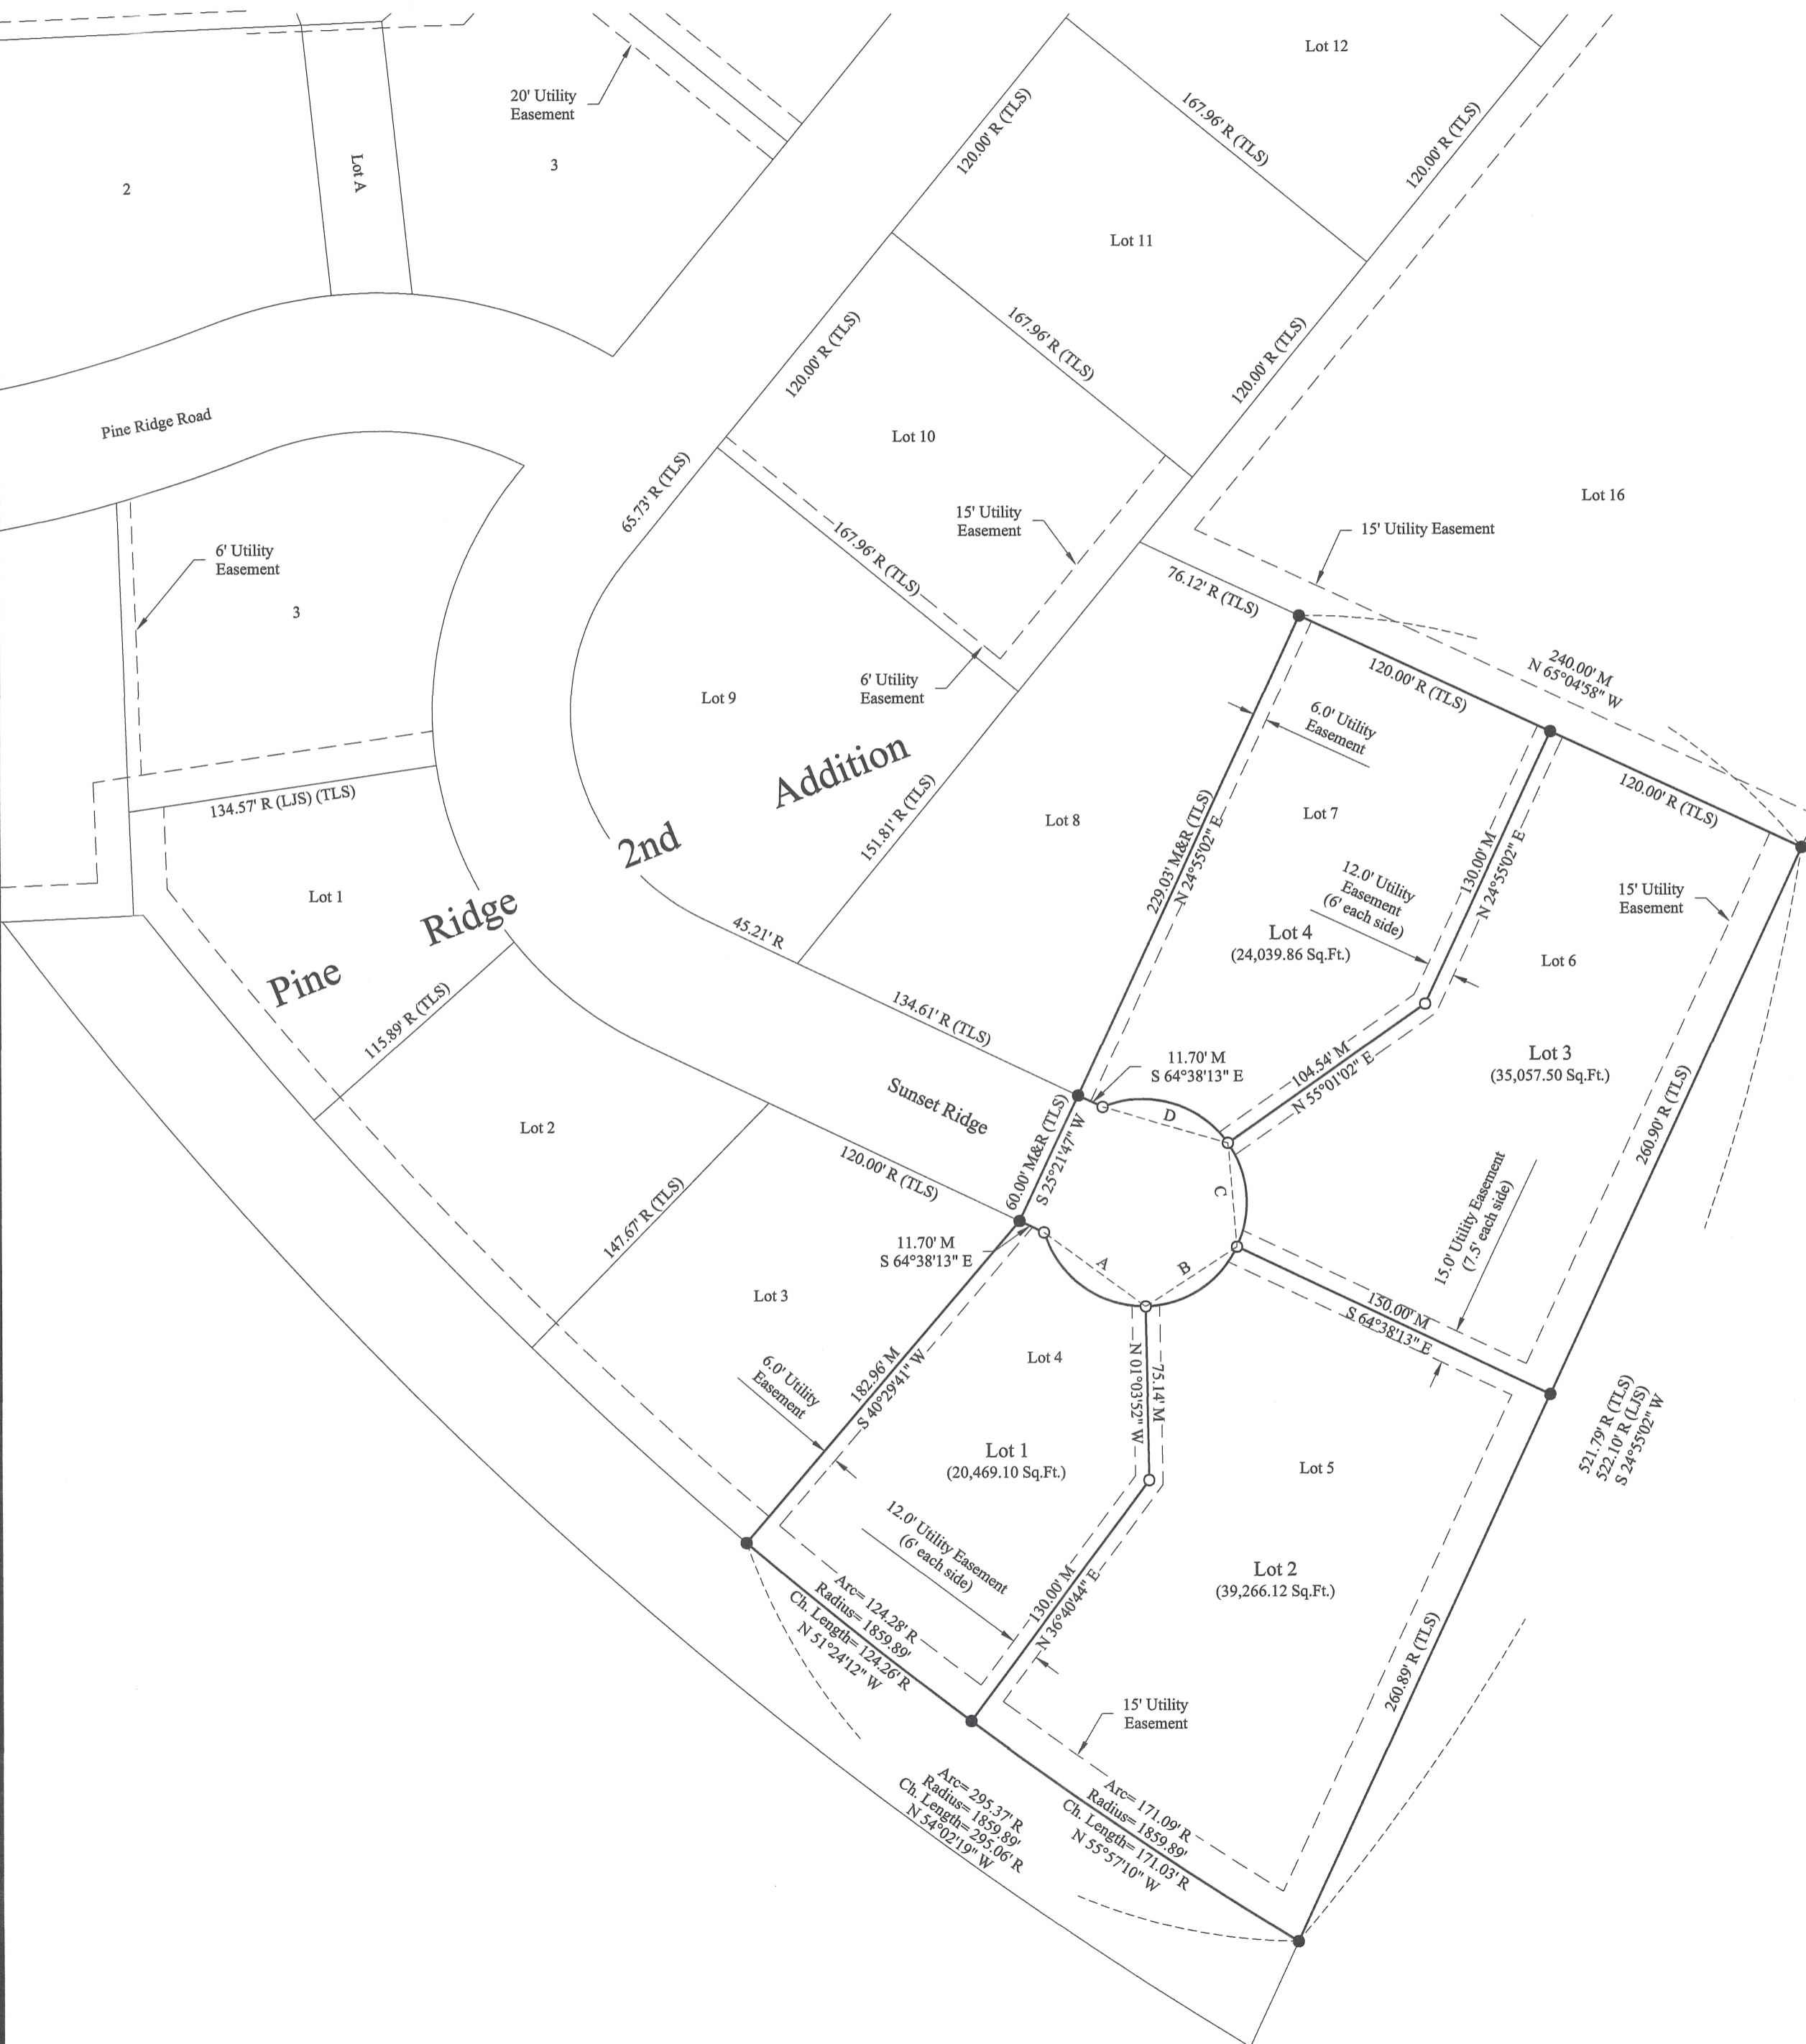 Lot 12
20' Utility
Easement
120.00' R (TLS)
167.96' R (TLS)
120.00' R (TLS)
2
Lot A
3
Lot 11
120.00' R (TLS)
167.96' R (TLS)
120.00' R (TLS)
Pine Ridge Road
Lot 10
65.73' R (TLS)
15' Utility
Easement
Lot 16
15' Utility Easement
167.96' R (TLS)
6' Utility
Easement
3
76.12' R (TLS)
6' Utility
Easement
Lot 9
240.00' M
N 65°04'58" W
120.00' R (TLS)
6.0' Utility
Easement
120.00' R (TLS)
134.57' R (LJS) (TLS)
Pine
Ridge
2nd
Addition
151.81' R (TLS)
Lot 8
229.03' M&R (TLS)
N 24°55'02" E
Lot 7
130.00' M
N 24°55'02" E
12.0' Utility
Easement
(6' each side)
15' Utility
Easement
Lot 1
45.21' R
Lot 4
(24,039.86 Sq.Ft.)
Lot 6
115.89' R (TLS)
134.61' R (TLS)
Lot 3
(35,057.50 Sq.Ft.)
11.70' M
S 64°38'13" E
104.54' M
N 55°01'02" E
Sunset Ridge
D
260.90' R (TLS)
Lot 2
60.00' M&R (TLS)
S 25°21'47" W
120.00' R (TLS)
C
15.0' Utility Easement
(7.5' each side)
147.67' R (TLS)
11.70' M
S 64°38'13" E
A
B
Lot 3
150.00' M
S 64°38'13" E
Lot 4
N 01°03'52" W
75.14' M
6.0' Utility
Easement
182.96' M
S 40°29'41" W
521.79' R (TLS)
522.10' R (LJS)
S 24°55'02" W
Lot 1
(20,469.10 Sq.Ft.)
Lot 5
12.0' Utility Easement
(6' each side)
130.00' M
N 36°40'44" E
Lot 2
(39,266.12 Sq.Ft.)
Arc= 124.28' R
Radius= 1859.89'
Ch. Length= 124.26' R
N 51°24'12" W
260.89' R (TLS)
15' Utility
Easement
Arc= 295.37' R
Radius= 1859.89'
Ch. Length= 295.06' R
N 54°02'19" W
Arc= 171.09' R
Radius= 1859.89'
Ch. Length= 171.03' R
N 55°57'10" W